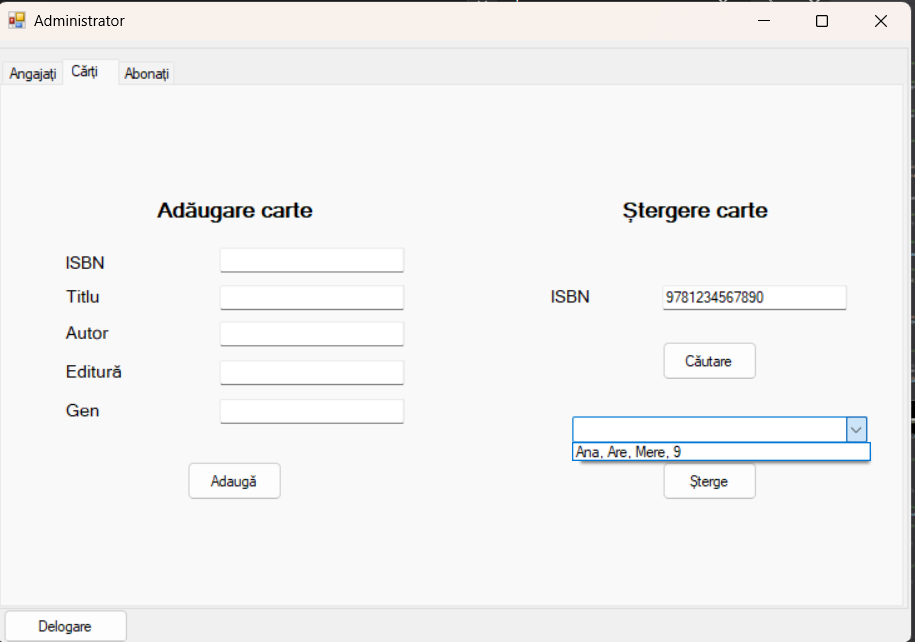 Administrator
Angajați Cărți Abonați
Adăugare carte
ISBN
Titlu
Autor
Editură
Gen
Adaugă
Ștergere carte
ISBN 9781234567890
Căutare
Ana, Are, Mere, 9
Șterge
Delogare